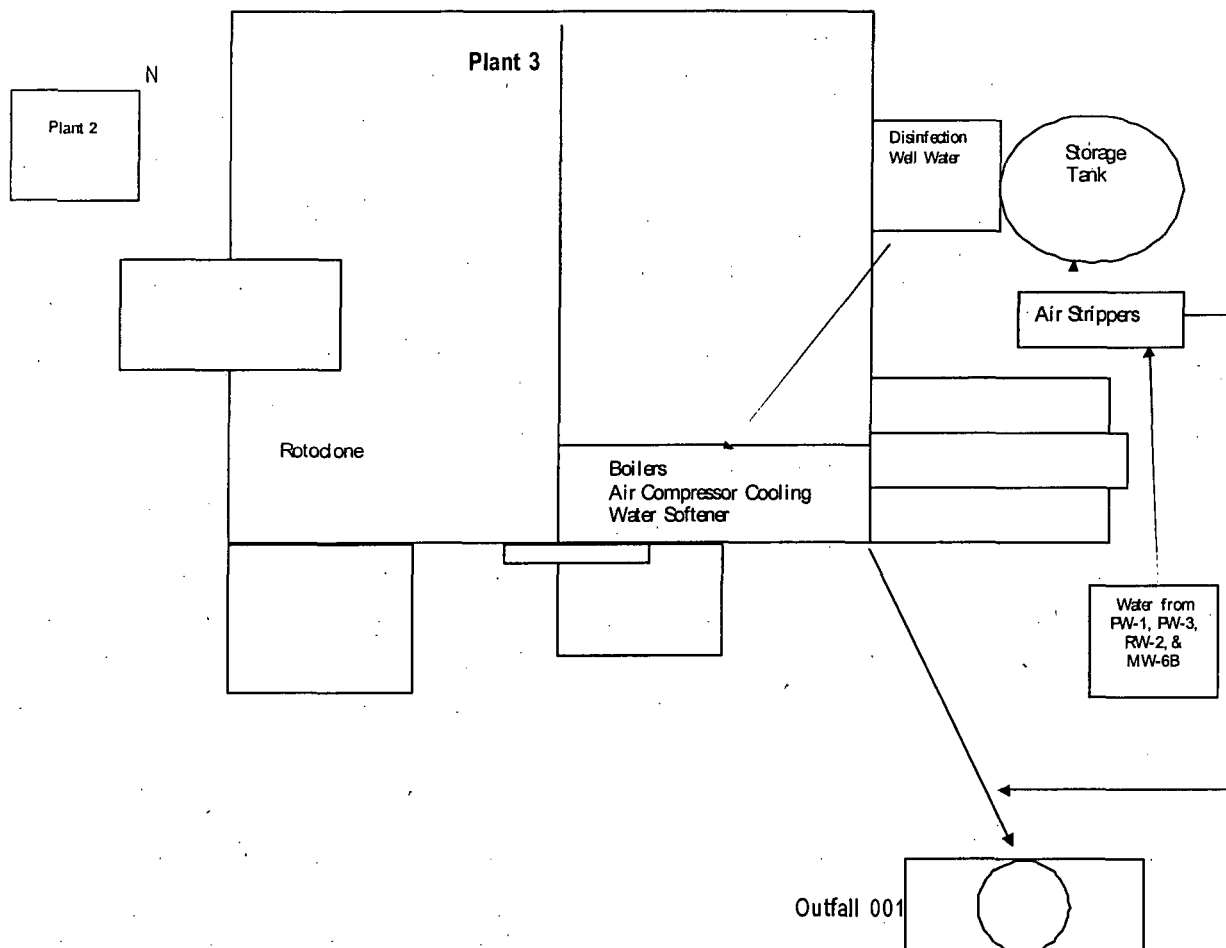 Plant 3
N
Plant 2
Disinfection
Well Water
Storage
Tank
Air Strippers
Rotoclone
Boilers
Air Compressor Cooling
Water Softener
Water from
PW-1, PW-3,
RW-2, &
MW-6B
Outfall 001